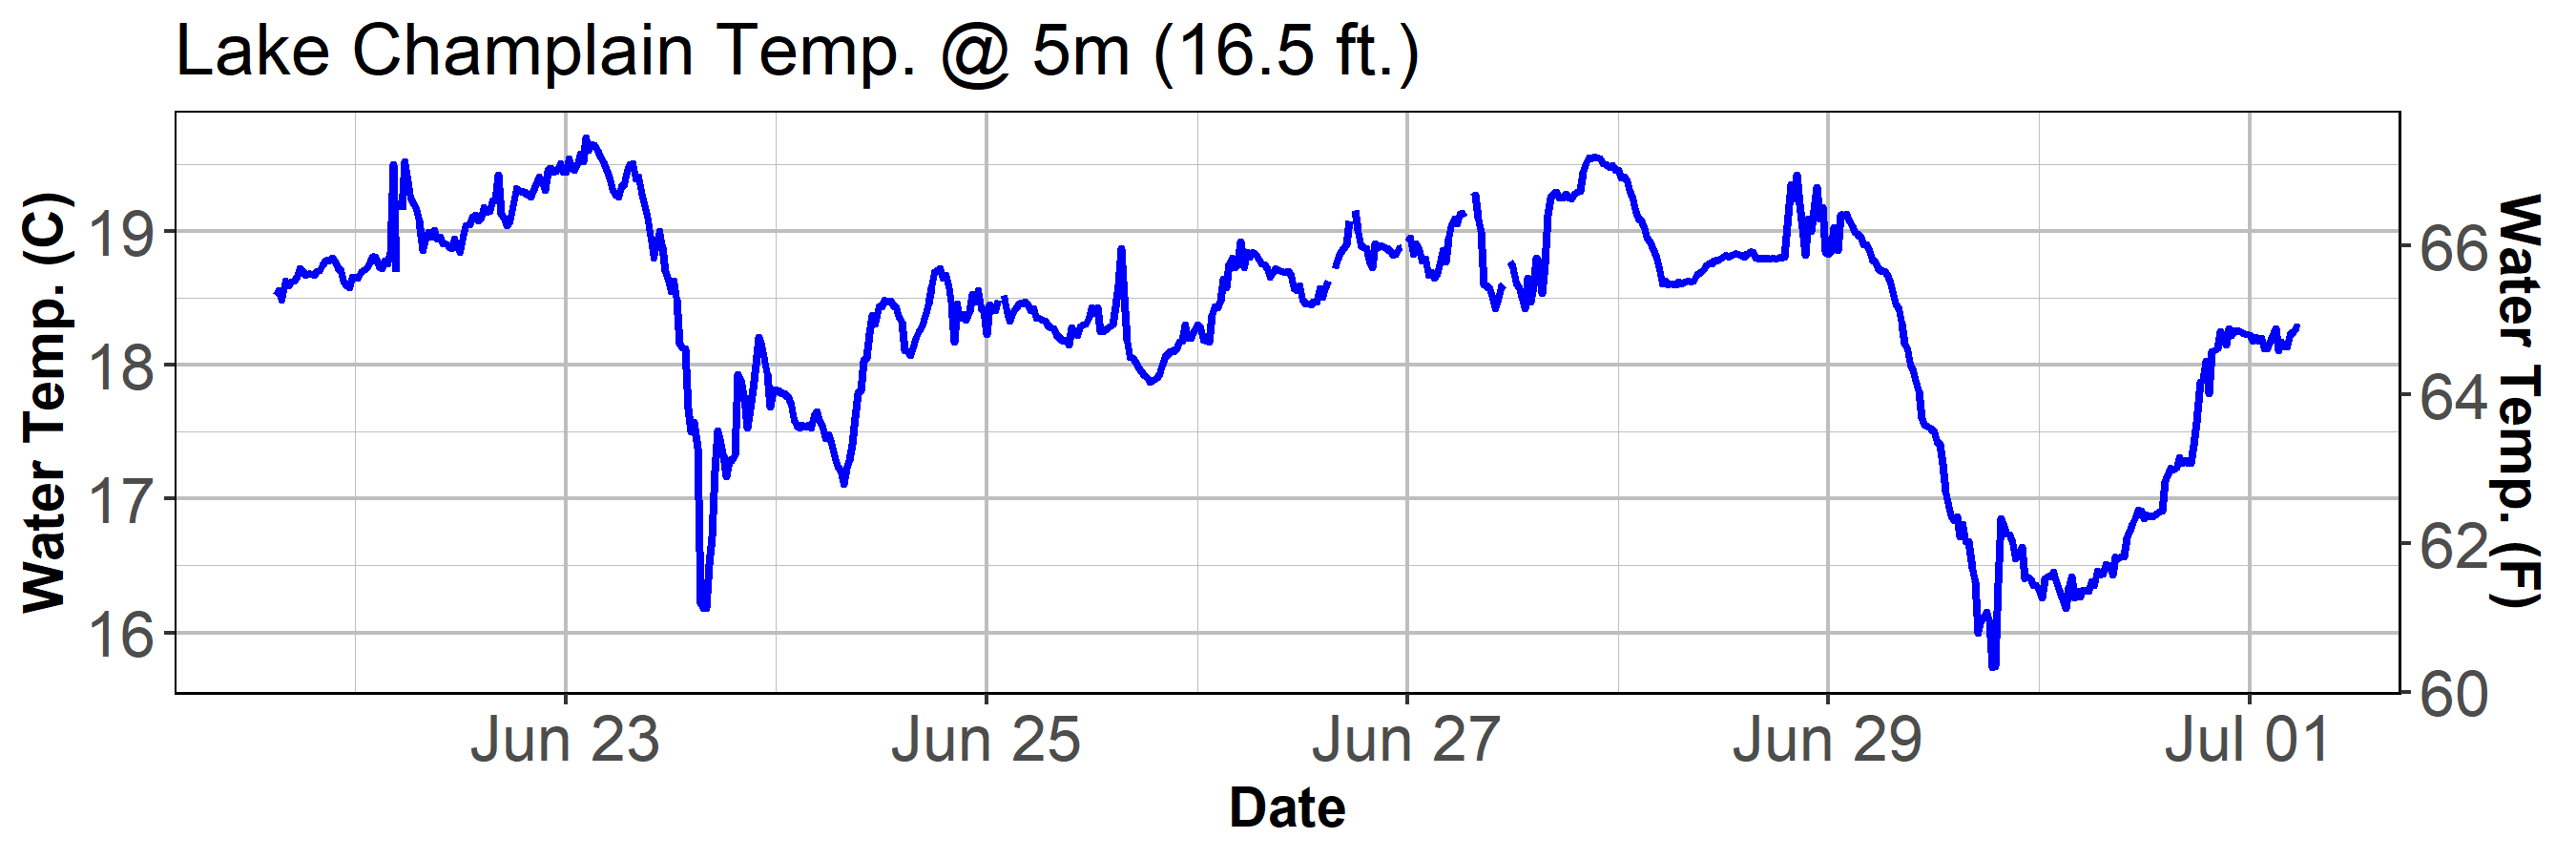 Lake Champlain Temp. @ 5m (16.5 ft.)
Water Temp. (C)
19
18
17
16
66
64
62
60
Water Temp. (F)
Jun 23
Jun 25
Jun 27
Jun 29
Jul 01
Date